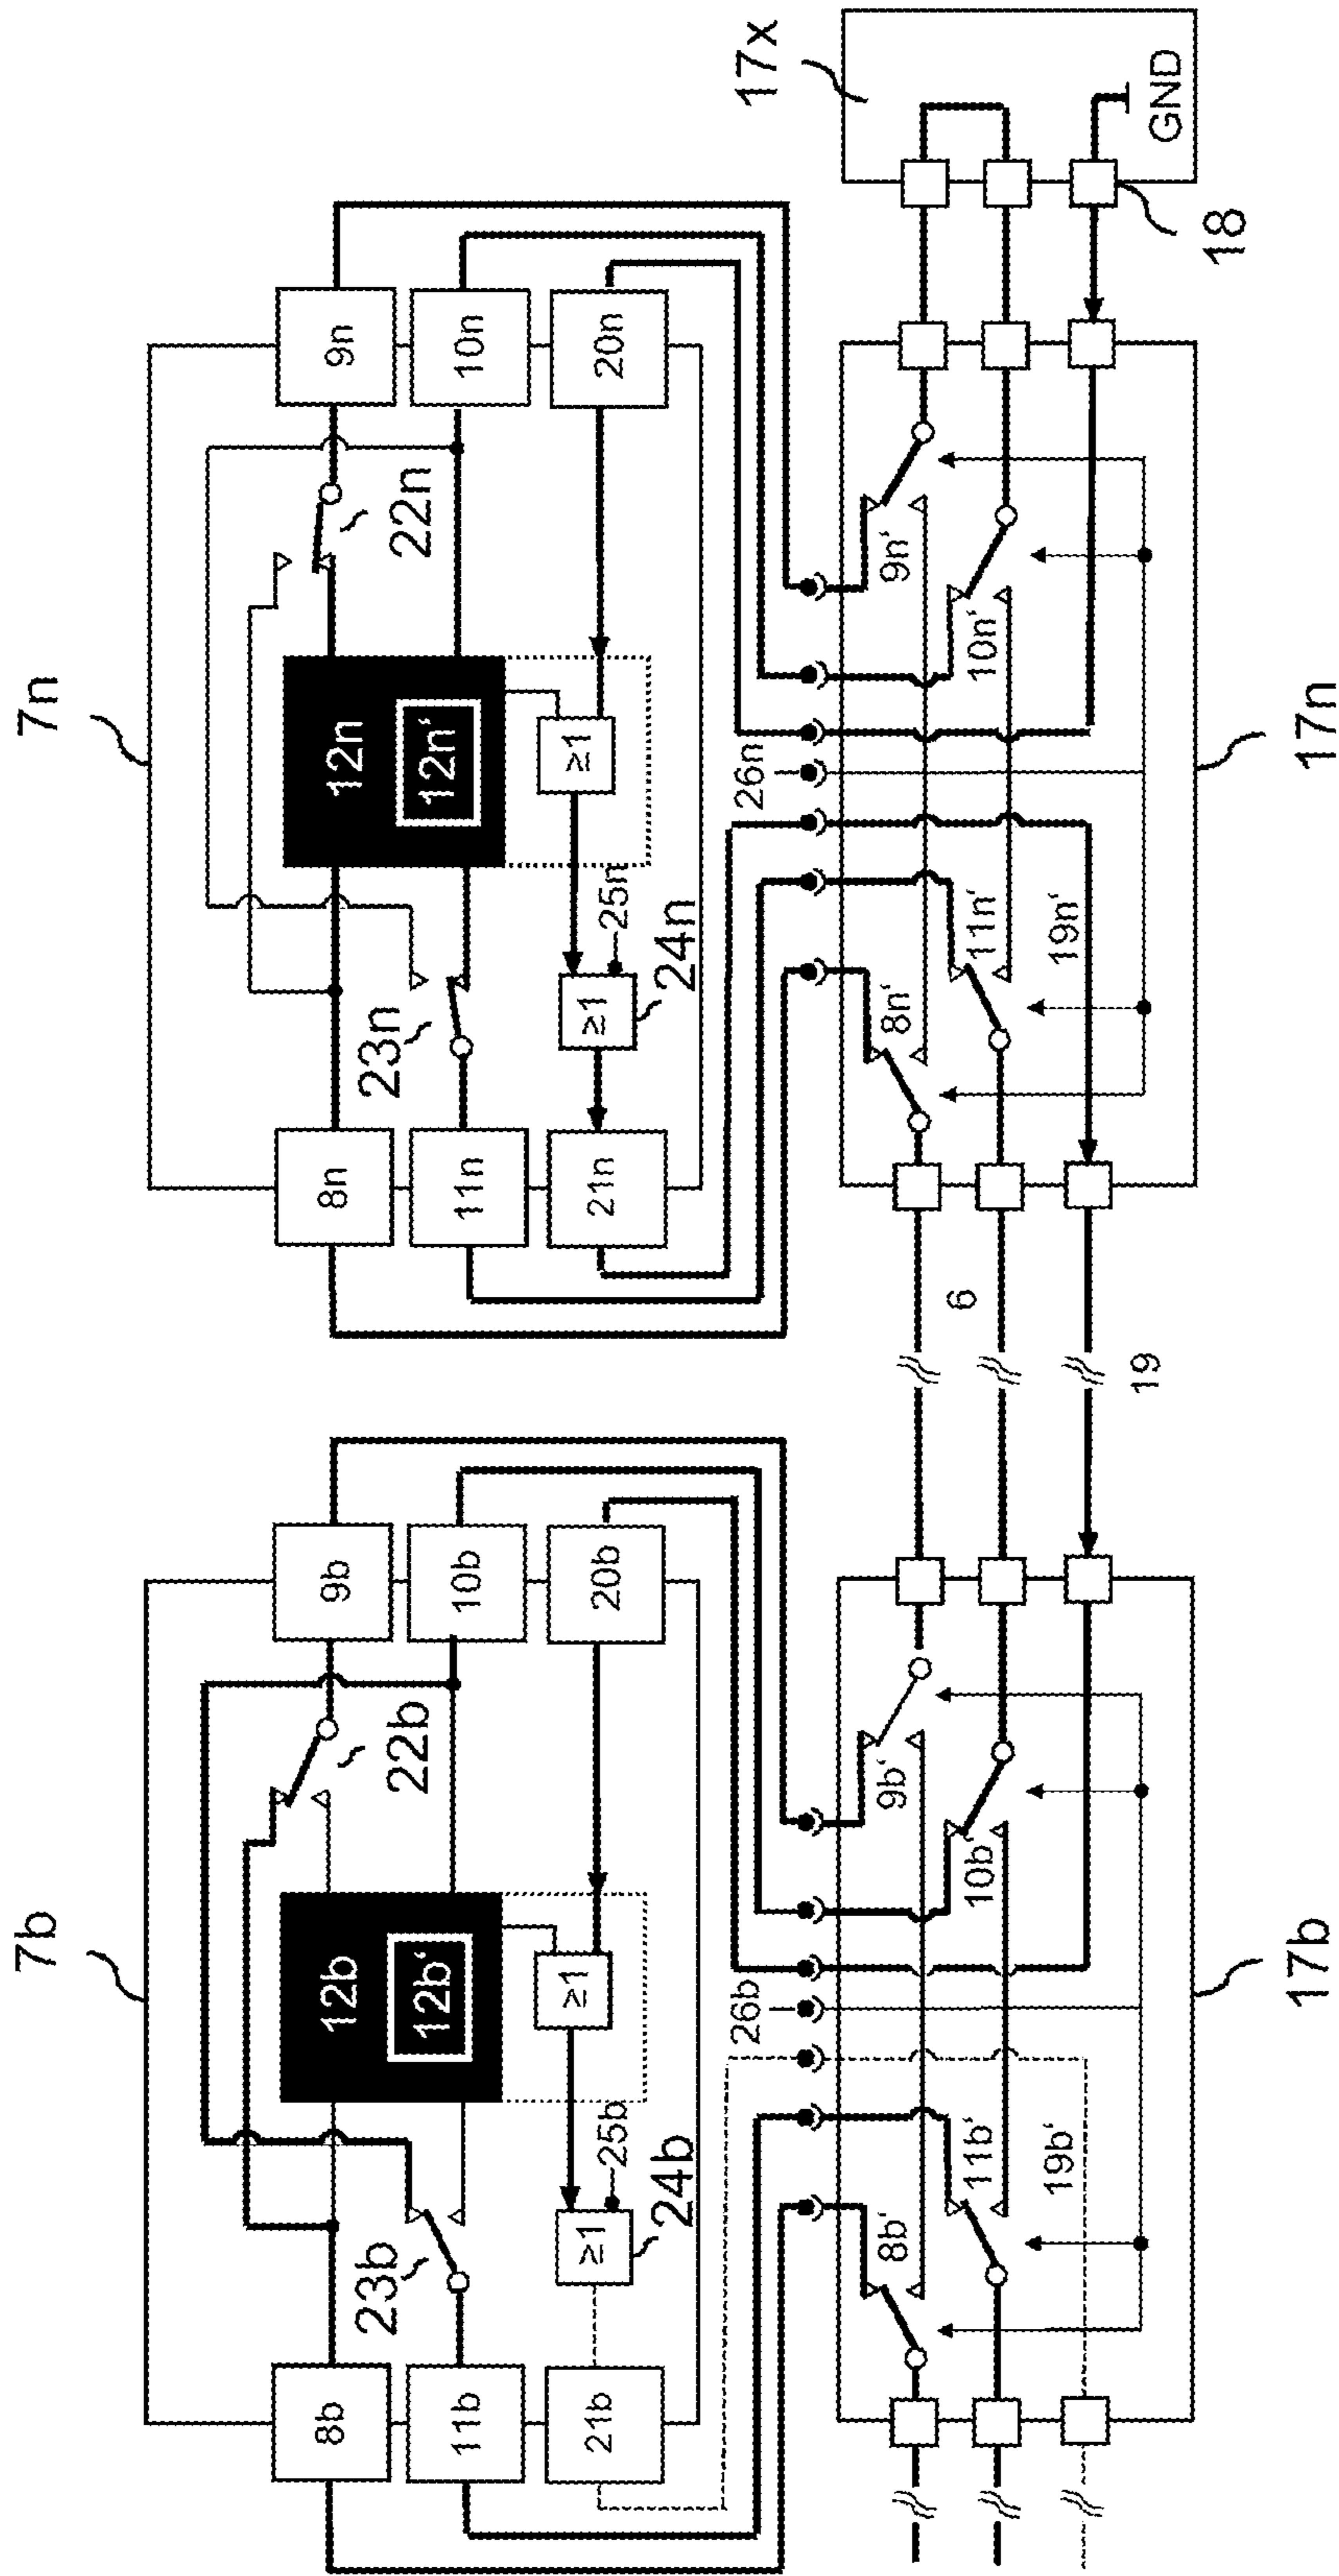 7b
7n
8b
9b
8n
9n
22b
22n
12b
12n
11b
23b
12b‘
10b
11n
23n
12n‘
10n
21b
≥1
25b
≥1
20b
21n
≥1
25n
≥1
20n
24b
24n
26b
26n
17x
8b‘
9b‘
8n‘
9n‘
6
11b‘
10b‘
11n‘
10n‘
19b‘
19n‘
19
GND
18
17b
17n